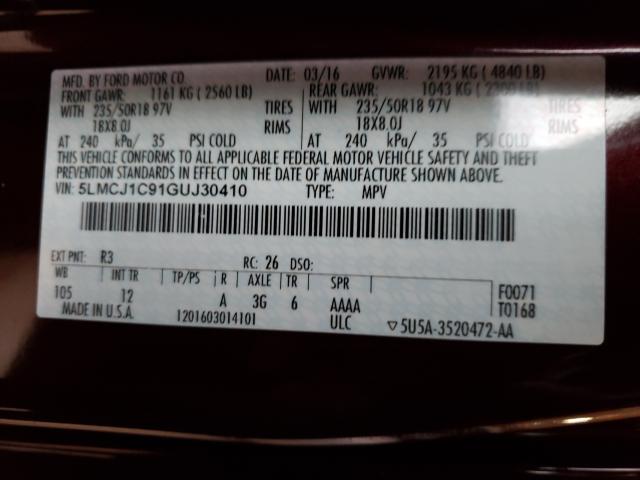 MFD. BY FORD MOTOR CO. DATE: 03/16 GVWR: 2195 KG ( 4840 LB)
FRONT GAWR: 1161 KG ( 2560 LB) REAR GAWR: 1043 KG ( 2300 LB)
WITH 235/50R18 97V TIRES WITH 235/50R18 97V TIRES
18X8.0J RIMS 18X8.0J RIMS
AT 240 kPa/ 35 PSI COLD AT 240 kPa/ 35 PSI COLD
THIS VEHICLE CONFORMS TO ALL APPLICABLE FEDERAL MOTOR VEHICLE SAFETY AND THEFT
PREVENTION STANDARDS IN EFFECT ON THE DATE OF MANUFACTURE SHOWN ABOVE.
VIN: 5LMCJ1C91GUJ30410 TYPE: MPV
EXT PNT: R3 RC: 26 DSO:
WB INT TR TP/PS R AXLE TR SPR
105 12 A 3G 6 AAAA F0071
MADE IN U.S.A. 1201603014101 ULC T0168
▽5U5A-3520472-AA